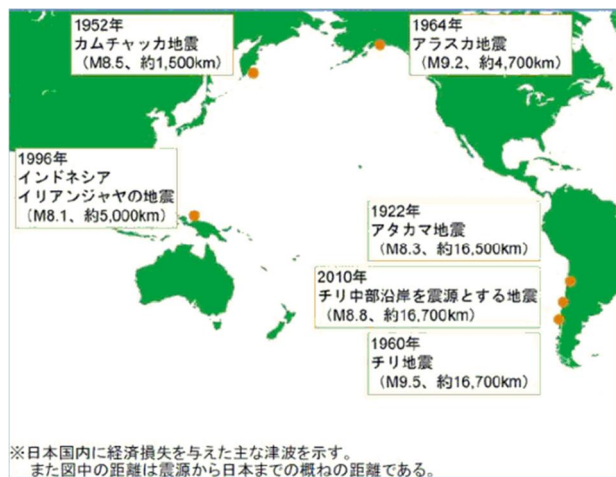 1952年
カムチャッカ地震
（M8.5、約1,500km）
1964年
アラスカ地震
（M9.2、約4,700km）
1996年
インドネシア
イリアンジャヤの地震
（M8.1、約5,000km）
1922年
アタカマ地震
（M8.3、約16,500km）
2010年
チリ中部沿岸を震源とする地震
（M8.8、約16,700km）
1960年
チリ地震
（M9.5、約16,700km）
※日本国内に経済損失を与えた主な津波を示す。
また図中の距離は震源から日本までの概ねの距離である。